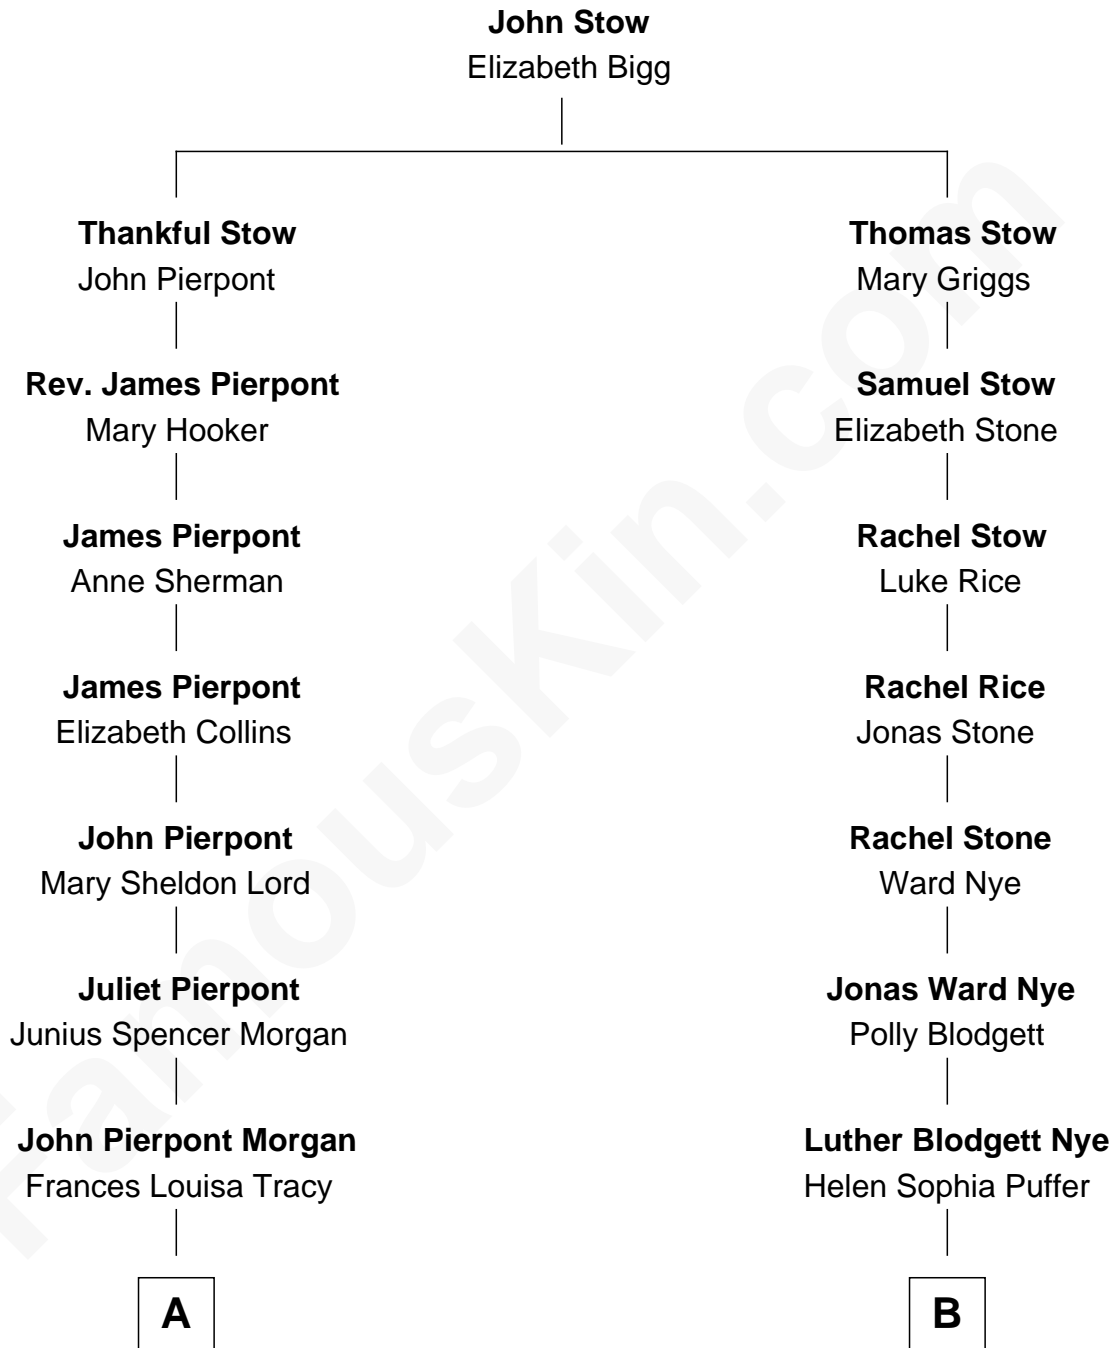 John Stow
Elizabeth Bigg
Thankful Stow
John Pierpont
Thomas Stow
Mary Griggs
Rev. James Pierpont
Mary Hooker
Samuel Stow
Elizabeth Stone
James Pierpont
Anne Sherman
Rachel Stow
Luke Rice
James Pierpont
Elizabeth Collins
Rachel Rice
Jonas Stone
John Pierpont
Mary Sheldon Lord
Rachel Stone
Ward Nye
Juliet Pierpont
Junius Spencer Morgan
Jonas Ward Nye
Polly Blodgett
John Pierpont Morgan
Frances Louisa Tracy
Luther Blodgett Nye
Helen Sophia Puffer
A
B
FamousKin.com